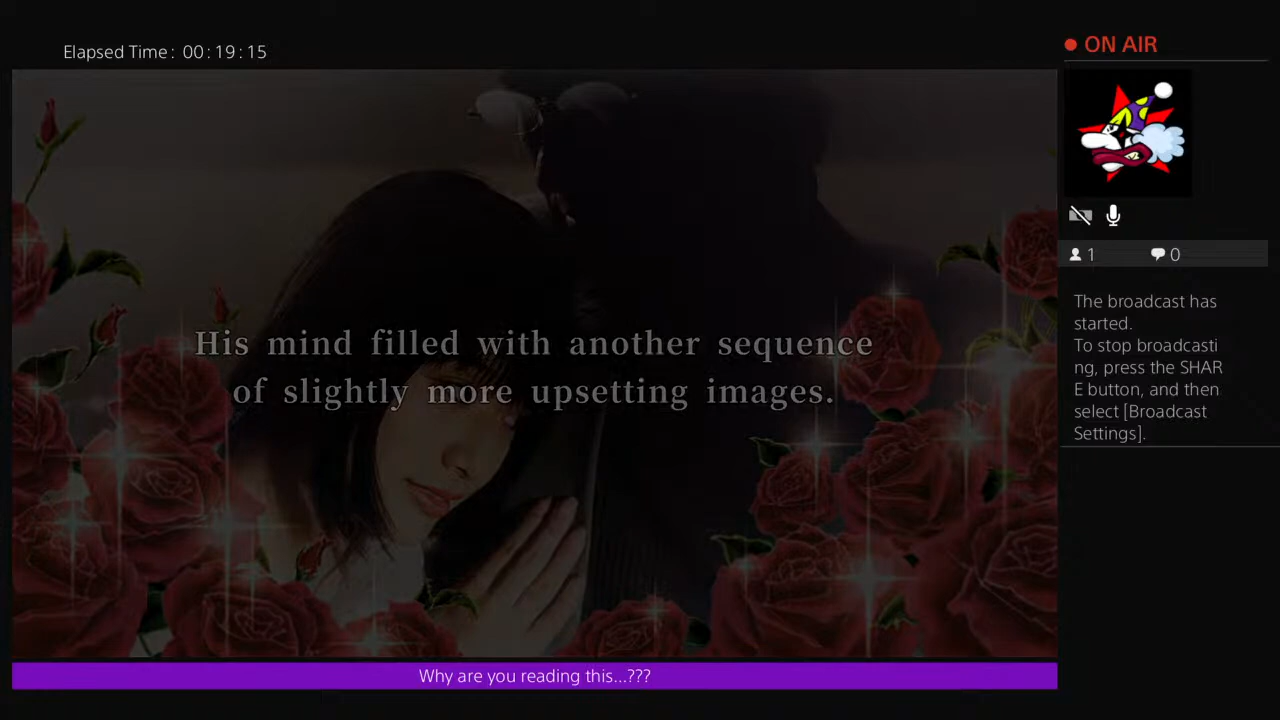 Elapsed Time: 00:19:15
ON AIR
1
0
The broadcast has
started.
To stop broadcasti
ng, press the SHAR
E button, and then
select [Broadcast
Settings].
His mind filled with another sequence
of slightly more upsetting images.
Why are you reading this...???